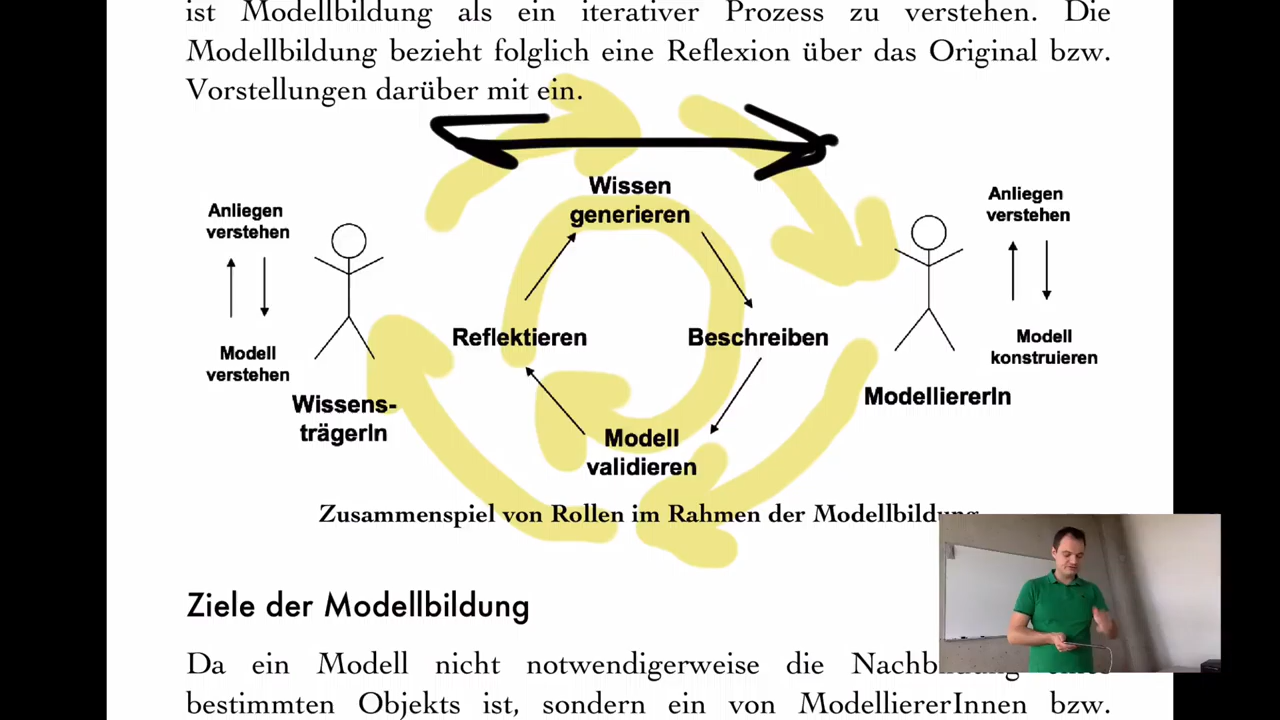 ist Modellbildung als ein iterativer Prozess zu verstehen. Die
Modellbildung bezieht folglich eine Reflexion über das Original bzw.
Vorstellungen darüber mit ein.
Wissen
generieren
Anliegen
verstehen
Anliegen
verstehen
Reflektieren
Beschreiben
Modell
verstehen
Modell
konstruieren
Wissens-
trägerIn
ModelliererIn
Modell
validieren
Zusammenspiel von Rollen im Rahmen der Modellbildung
Ziele der Modellbildung
Da ein Modell nicht notwendigerweise die
bestimmten Objekts ist, sondern ein von ModelliererInnen bzw.